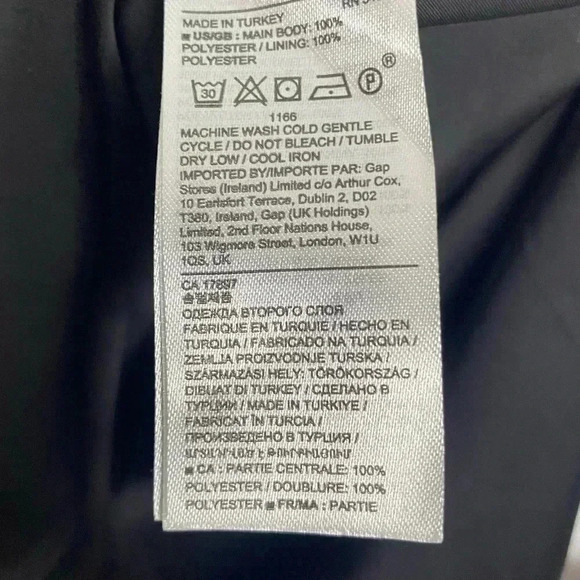 MADE IN TURKEY
US/GB : MAIN BODY: 100%
POLYESTER / LINING: 100%
POLYESTER
30
P
®
1166
MACHINE WASH COLD GENTLE
CYCLE / DO NOT BLEACH / TUMBLE
DRY LOW / COOL IRON
IMPORTED BY/IMPORTE PAR: Gap
Stores (Ireland) Limited c/o Arthur Cox,
10 Earlsfort Terrace, Dublin 2, D02
T380, Ireland, Gap (UK Holdings)
Limited, 2nd Floor Nations House,
103 Wigmore Street, London, W1U
1QS, UK
CA 17897
ОДЕЖДА ВТОРОГО СЛОЯ
FABRIQUE EN TURQUIE / HECHO EN
TURQUIA / FABRICADO NA TURQUIA /
ZEMLJA PROIZVODNJE TURSKA /
SZÁRMAZÁSI HELY: TÖRÖKORSZÁG /
DIBUAT DI TURKEY / СДЕЛАНО В
ТУРЦИИ / MADE IN TURKIYE /
FABRICAT ÎN TURCIA /
ПРОИЗВЕДЕНО В ТУРЦИЯ /
CA : PARTIE CENTRALE: 100%
POLYESTER / DOUBLURE: 100%
POLYESTER FR/MA : PARTIE